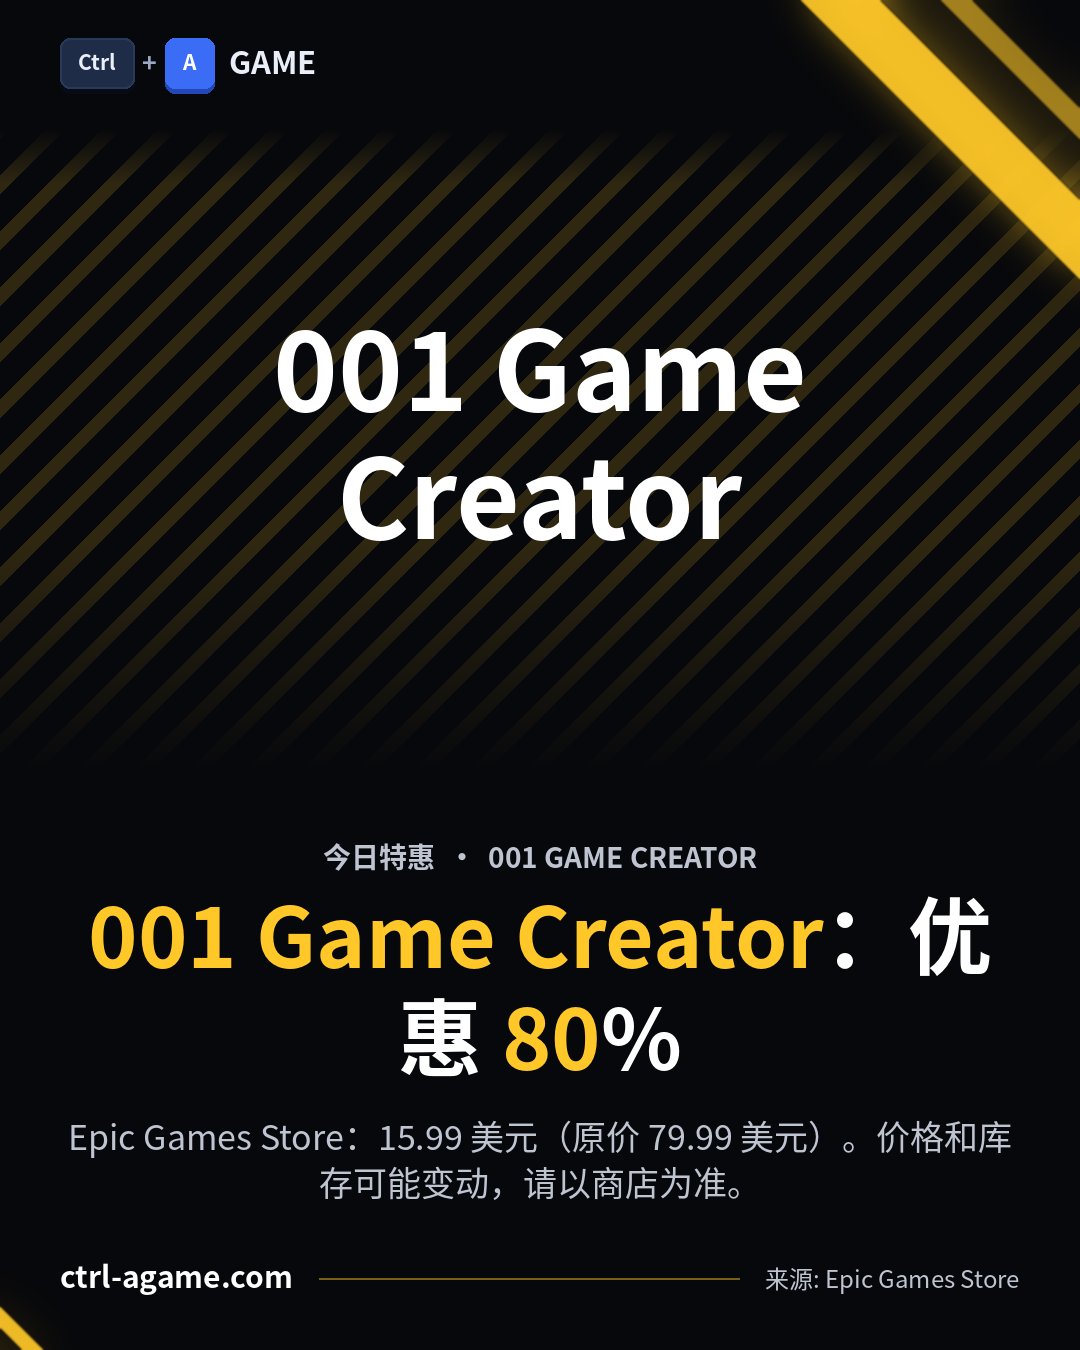 Ctrl + A GAME
001 Game
Creator
今日特惠 • 001 GAME CREATOR
001 Game Creator：优
惠 80%
Epic Games Store：15.99 美元（原价 79.99 美元）。价格和库
存可能变动，请以商店为准。
ctrl-agame.com
来源: Epic Games Store